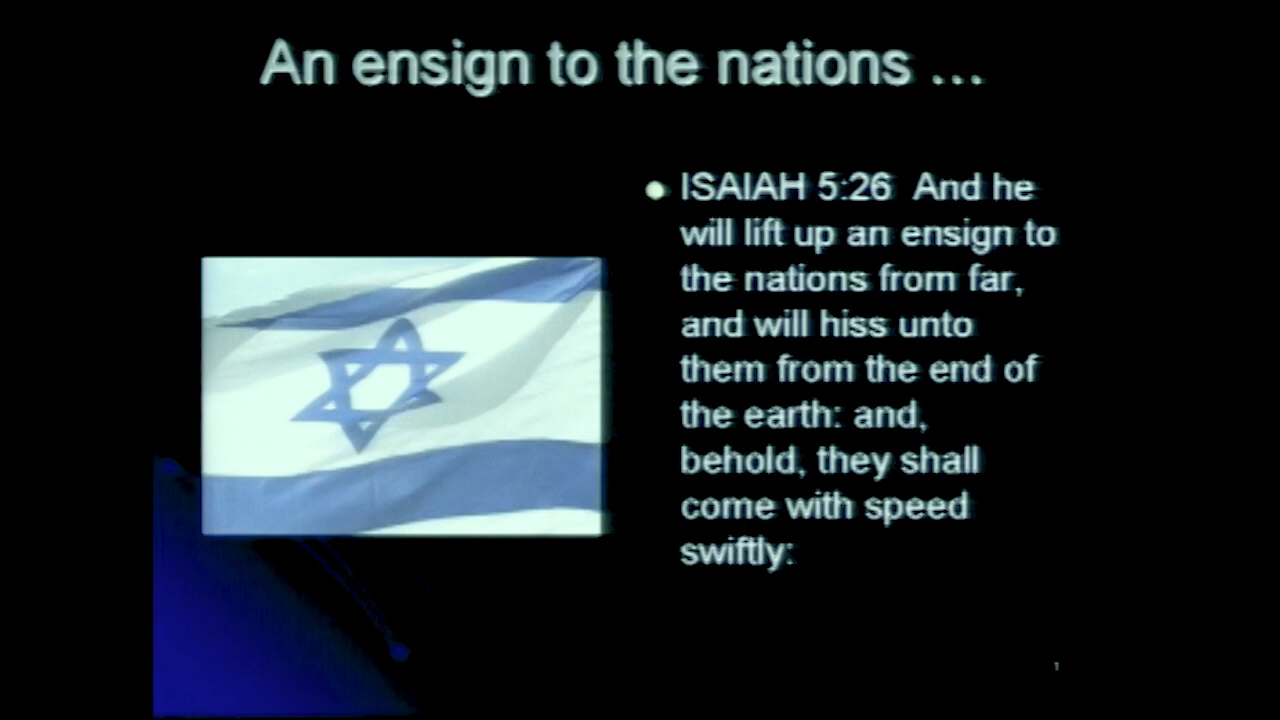 An ensign to the nations ...
ISAIAH 5:26 And he
will lift up an ensign to
the nations from far,
and will hiss unto
them from the end of
the earth: and,
behold, they shall
come with speed
swiftly:
1